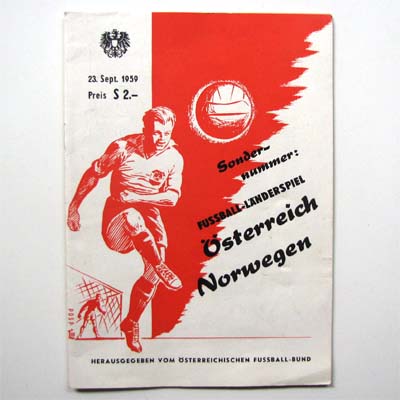 23. Sept. 1959
Preis S 2.–
Sonder-
nummer:
FUSSBALL-LÄNDERSPIEL
Österreich
Norwegen
HERAUSGEGEBEN VOM ÖSTERREICHISCHEN FUSSBALL-BUND